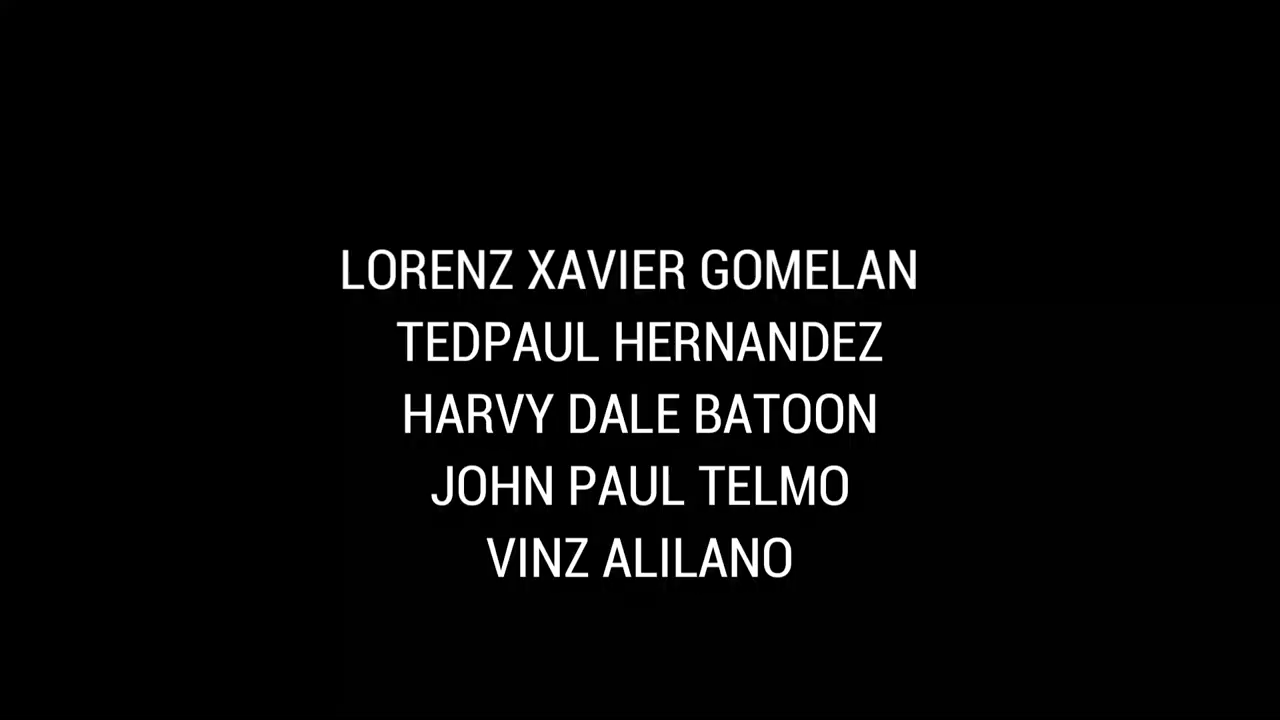 LORENZ XAVIER GOMELAN
TEDPAUL HERNANDEZ
HARVY DALE BATOON
JOHN PAUL TELMO
VINZ ALILANO